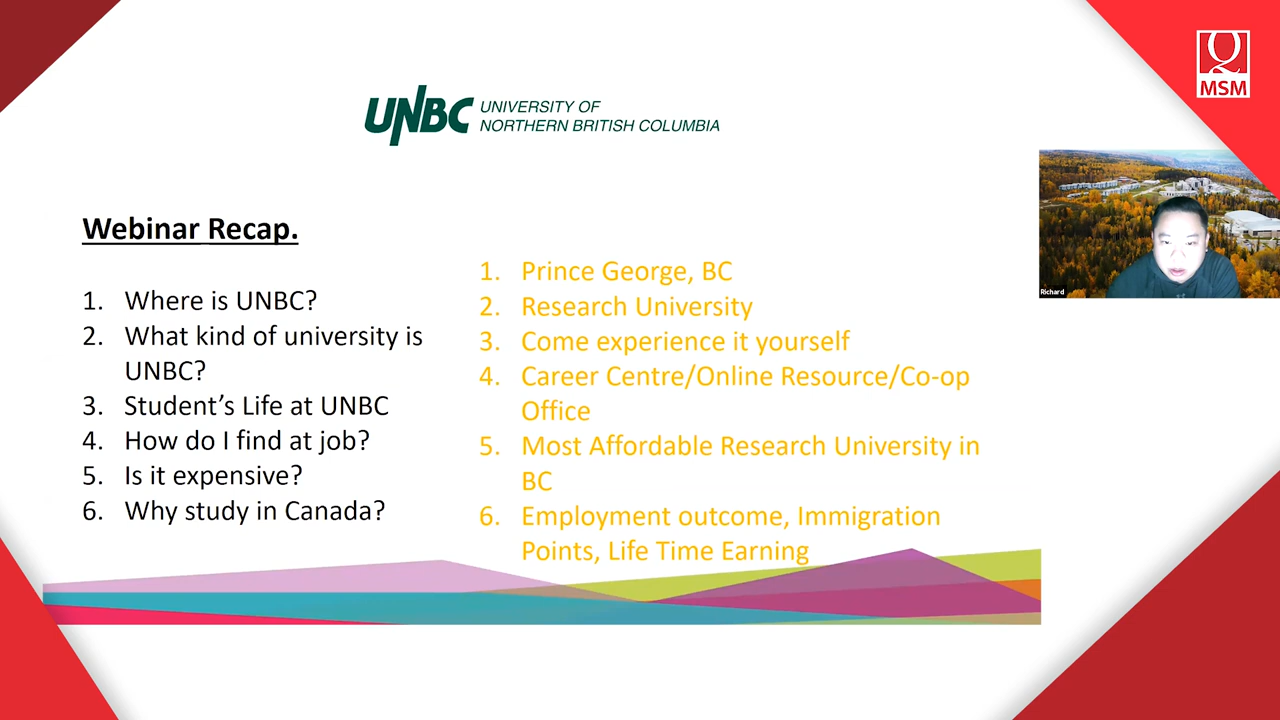 UNBC
UNIVERSITY OF
NORTHERN BRITISH COLUMBIA
Q
MSM
Richard
Webinar Recap.
1. Where is UNBC?
2. What kind of university is
UNBC?
3. Student’s Life at UNBC
4. How do I find at job?
5. Is it expensive?
6. Why study in Canada?
1. Prince George, BC
2. Research University
3. Come experience it yourself
4. Career Centre/Online Resource/Co-op
Office
5. Most Affordable Research University in
BC
6. Employment outcome, Immigration
Points, Life Time Earning